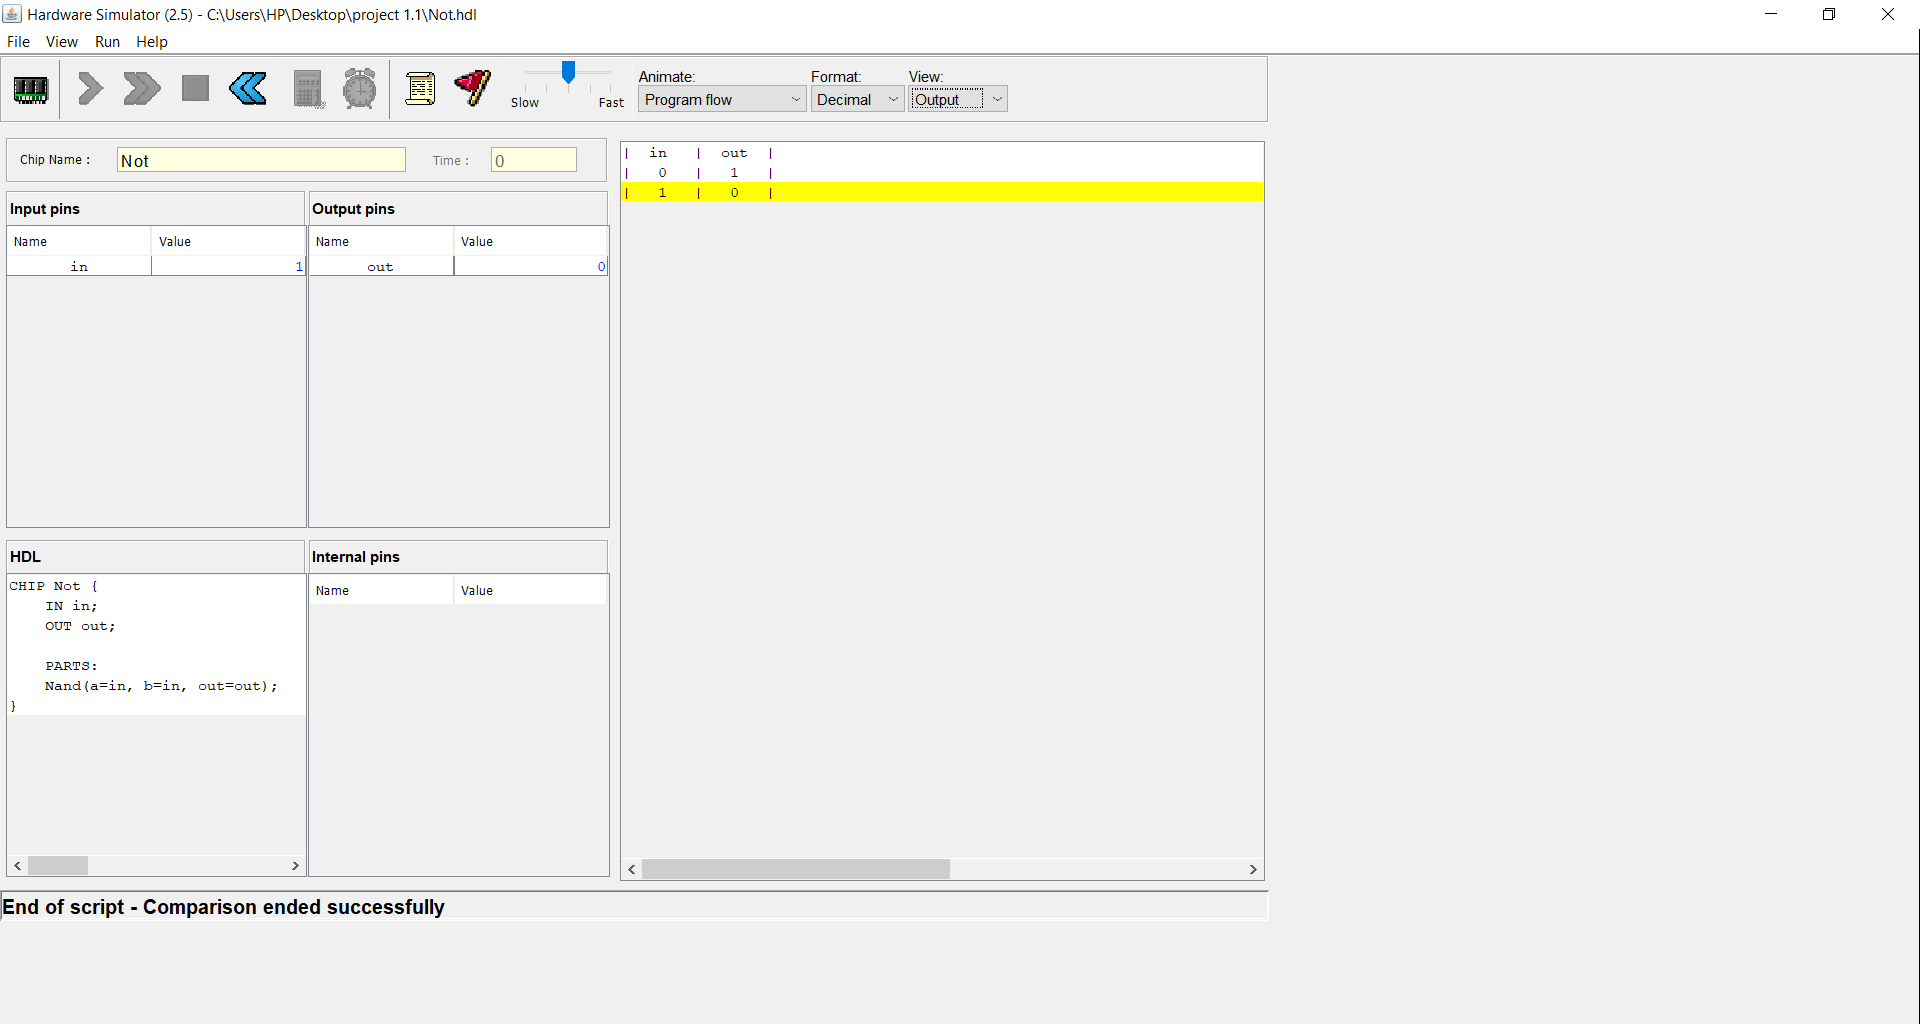 Hardware Simulator (2.5) - C:\Users\HP\Desktop\project 1.1\Not.hdl
File View Run Help
Slow Fast
Animate: Format: View:
Program flow Decimal Output
Chip Name : Not Time : 0
Input pins
Name Value
in 1
Output pins
Name Value
out 0
HDL
CHIP Not {
    IN in;
    OUT out;
    PARTS:
    Nand(a=in, b=in, out=out);
}
Internal pins
Name Value
| in | out |
| 0 | 1 |
| 1 | 0 |
End of script - Comparison ended successfully